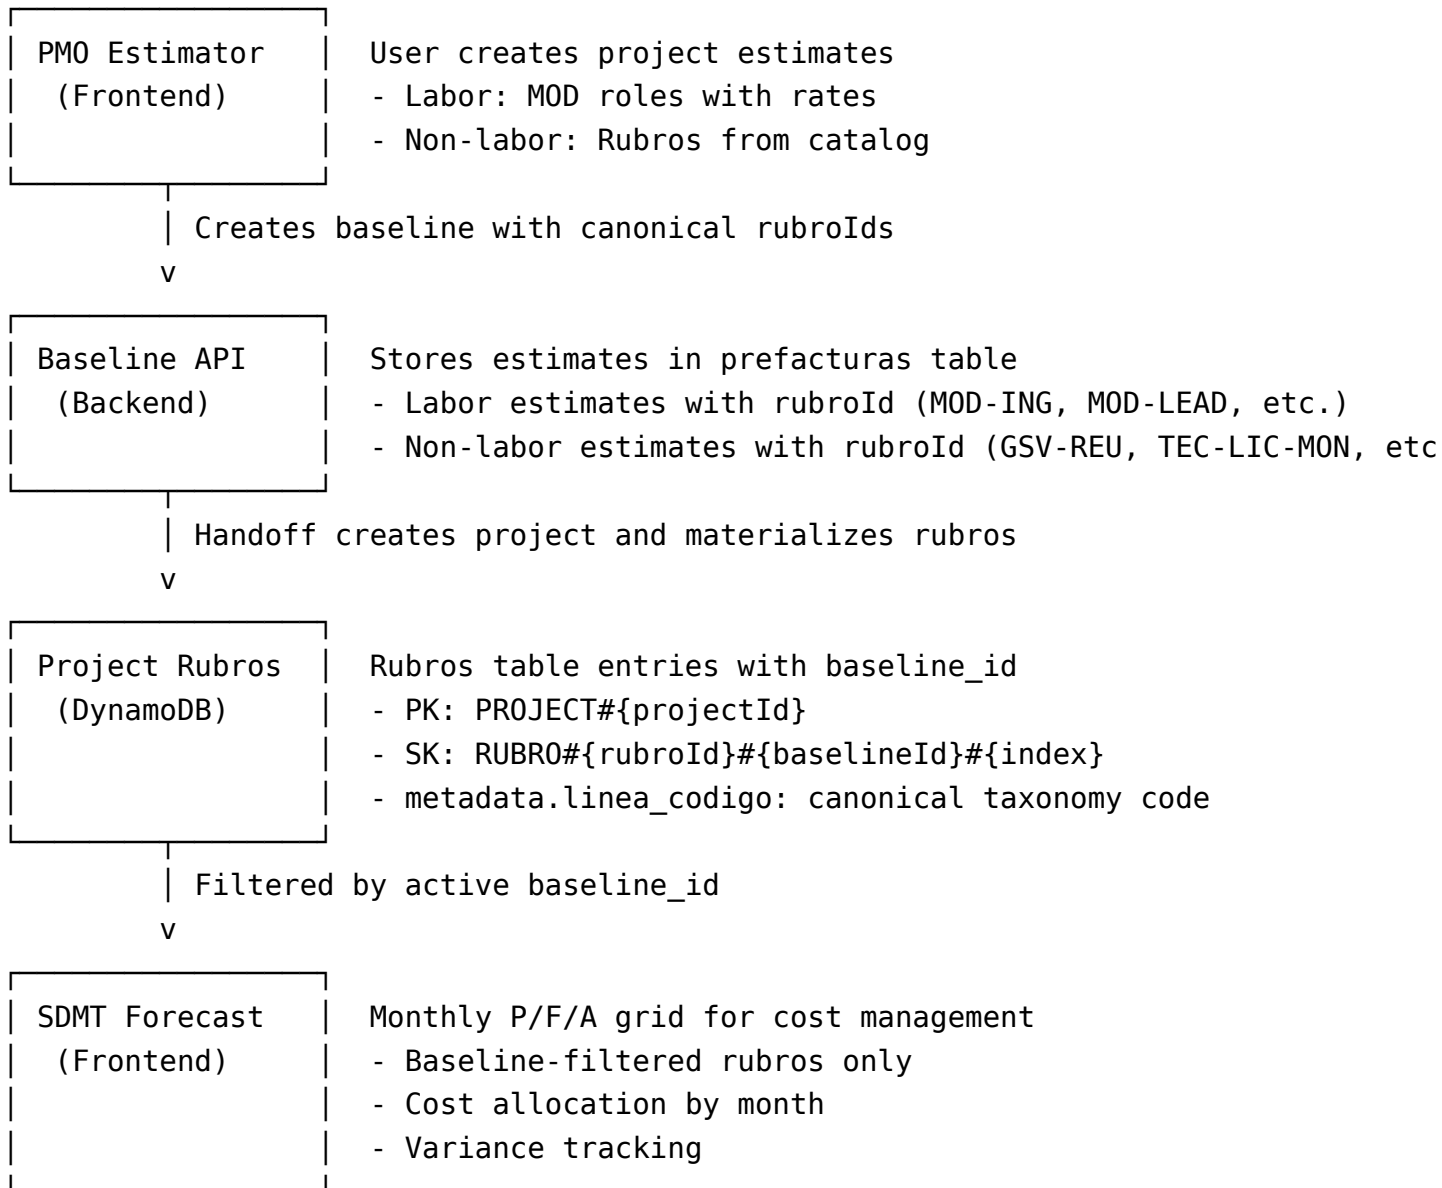 PMO Estimator User creates project estimates
(Frontend) - Labor: MOD roles with rates
- Non-labor: Rubros from catalog
Creates baseline with canonical rubroIds
v
Baseline API Stores estimates in prefacturas table
(Backend) - Labor estimates with rubroId (MOD-ING, MOD-LEAD, etc.)
- Non-labor estimates with rubroId (GSV-REU, TEC-LIC-MON, etc
Handoff creates project and materializes rubros
v
Project Rubros Rubros table entries with baseline_id
(DynamoDB) - PK: PROJECT#{projectId}
- SK: RUBRO#{rubroId}#{baselineId}#{index}
- metadata.linea_codigo: canonical taxonomy code
Filtered by active baseline_id
v
SDMT Forecast Monthly P/F/A grid for cost management
(Frontend) - Baseline-filtered rubros only
- Cost allocation by month
- Variance tracking